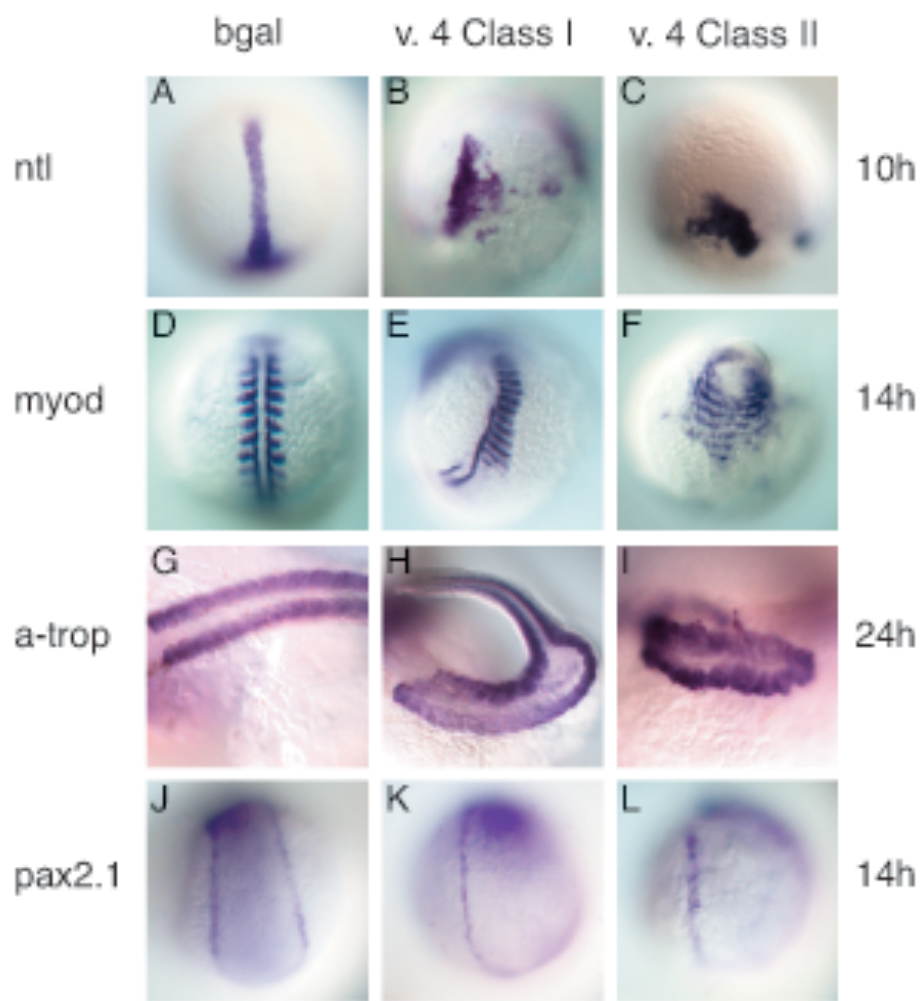 bgal v. 4 Class I v. 4 Class II
A B C
ntl 10h
D E F
myod 14h
G H I
a-trop 24h
J K L
pax2.1 14h